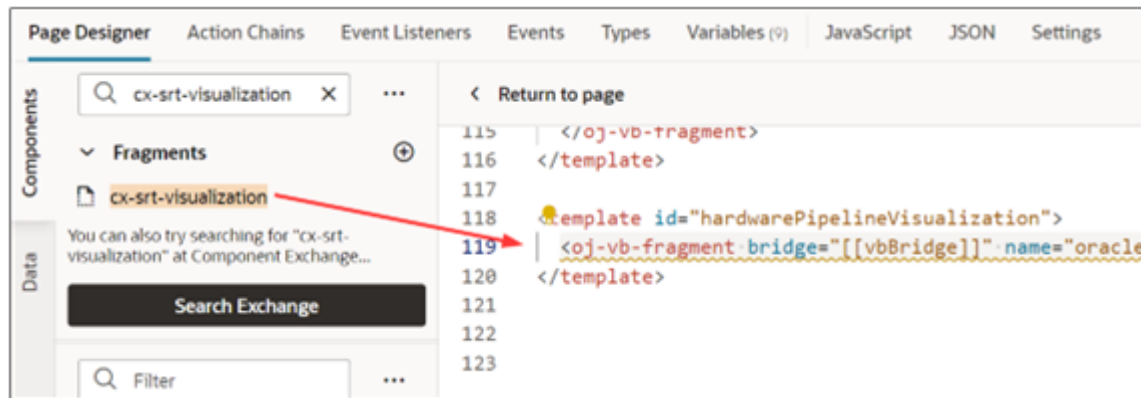 Page Designer Action Chains Event Listeners Events Types Variables (9) JavaScript JSON Settings
Components
Data
cx-srt-visualization
Fragments
cx-srt-visualization
You can also try searching for "cx-srt-
visualization" at Component Exchange...
Search Exchange
Filter
Return to page
115 </oj-vb-fragment>
116 </template>
117
118 <template id="hardwarePipelineVisualization">
119 <oj-vb-fragment bridge="[[vbBridge]]" name="oracle
120 </template>
121
122
123